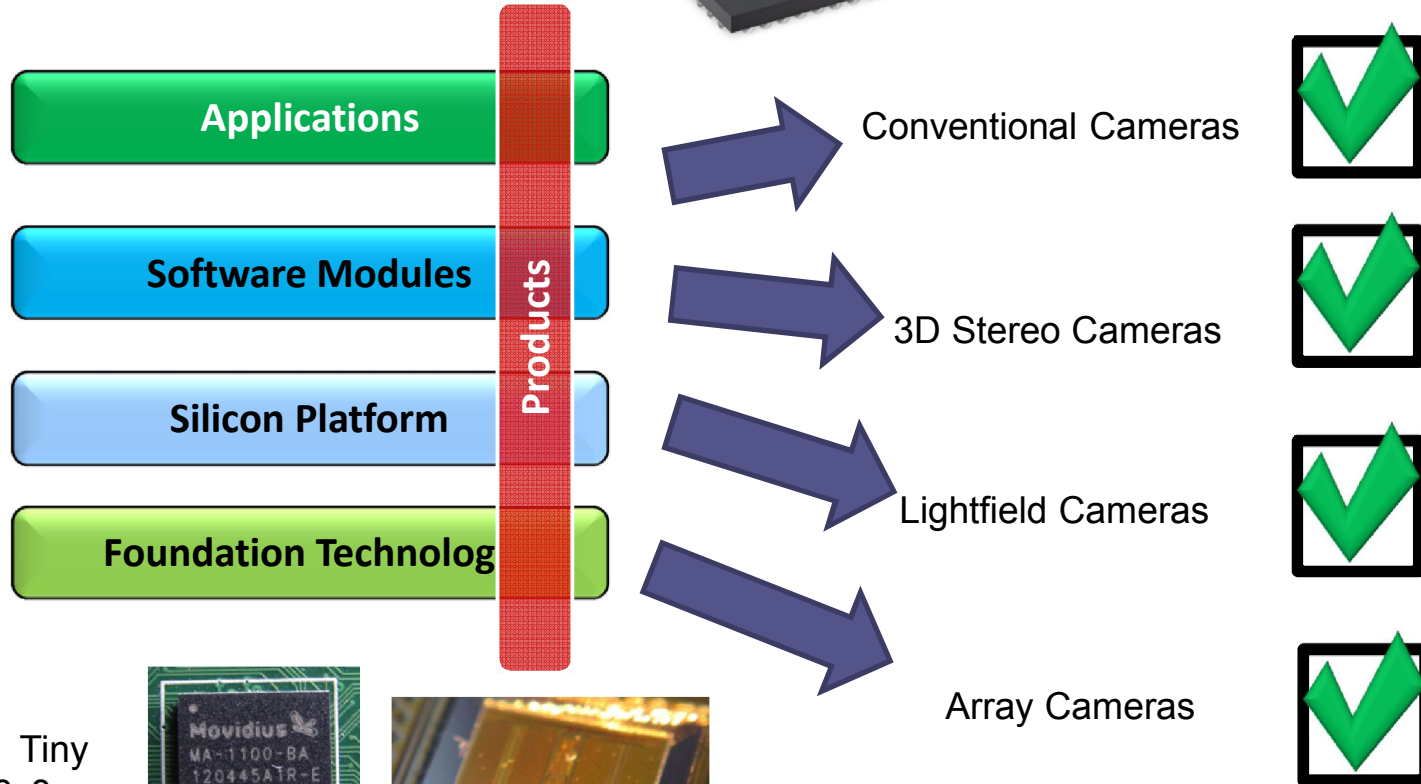 Applications
Software Modules
Silicon Platform
Foundation Technolog
Products
Conventional Cameras
3D Stereo Cameras
Lightfield Cameras
Array Cameras
Tiny
Movidius
MA-1100-BA
120445A1R-E